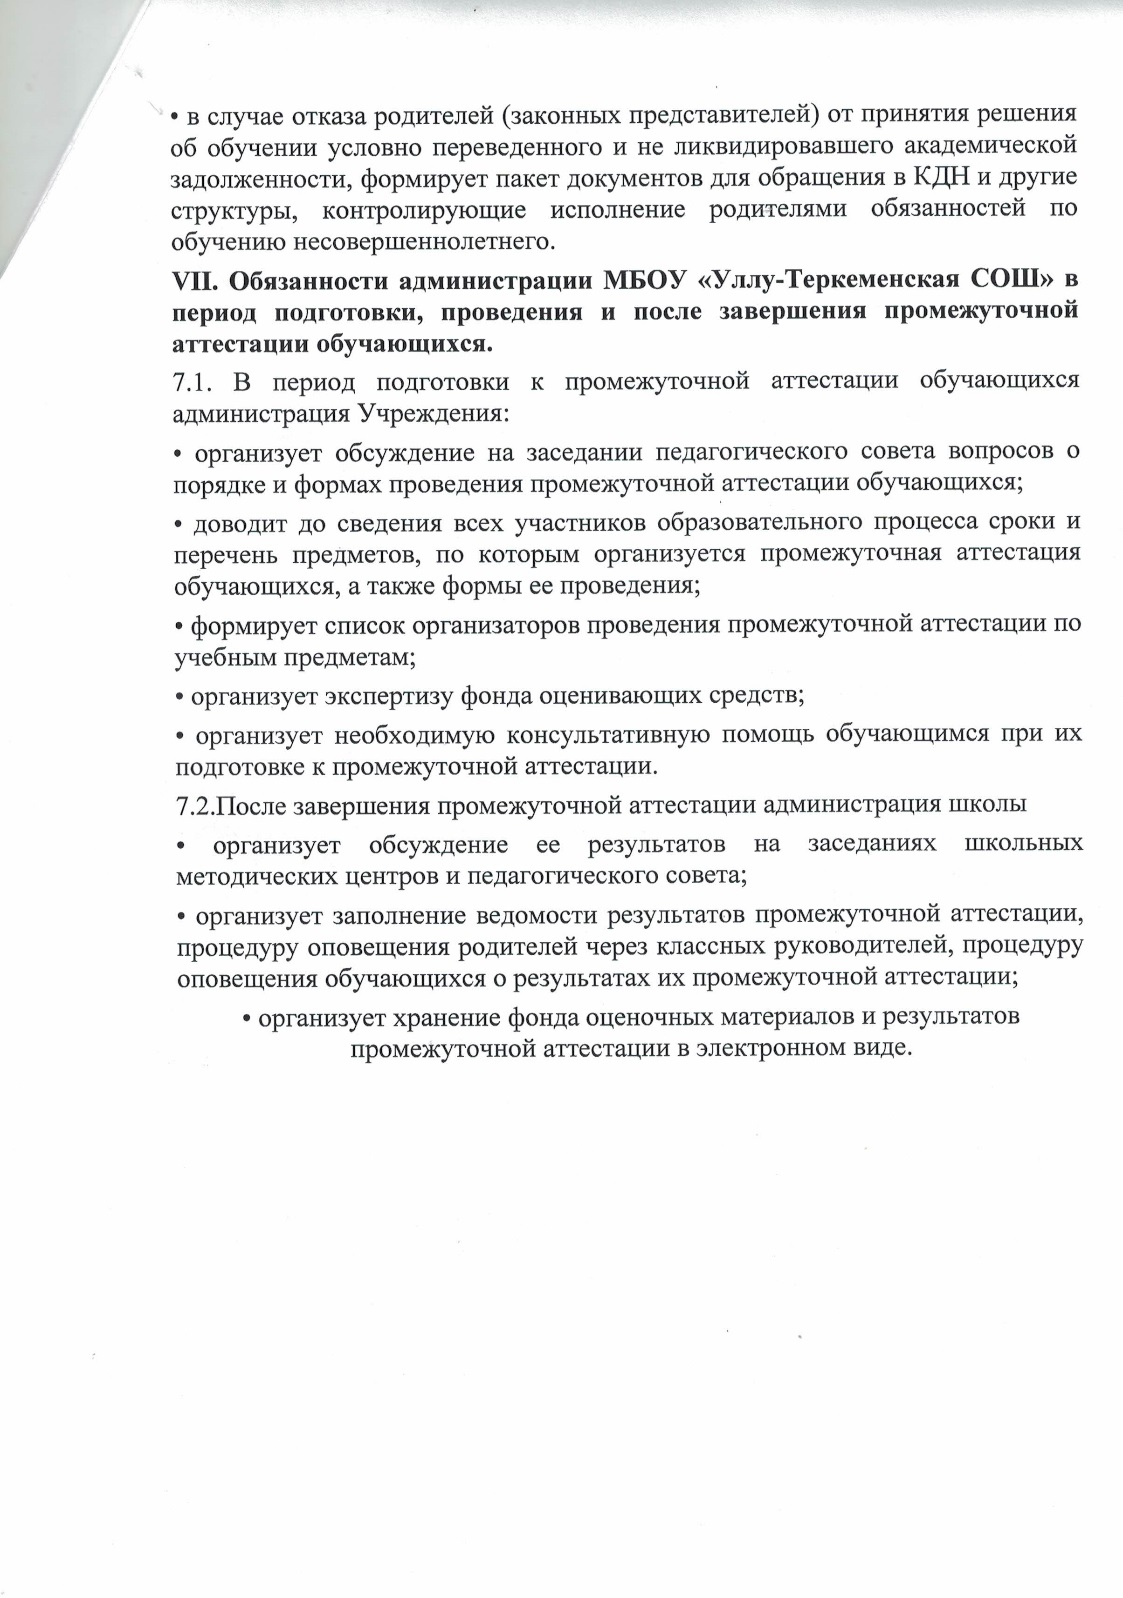 • в случае отказа родителей (законных представителей) от принятия решения
об обучении условно переведенного и не ликвидировавшего академической
задолженности, формирует пакет документов для обращения в КДН и другие
структуры, контролирующие исполнение родителями обязанностей по
обучению несовершеннолетнего.
VII. Обязанности администрации МБОУ «Уллу-Теркеменская СОШ» в
период подготовки, проведения и после завершения промежуточной
аттестации обучающихся.
7.1. В период подготовки к промежуточной аттестации обучающихся
администрация Учреждения:
• организует обсуждение на заседании педагогического совета вопросов о
порядке и формах проведения промежуточной аттестации обучающихся;
• доводит до сведения всех участников образовательного процесса сроки и
перечень предметов, по которым организуется промежуточная аттестация
обучающихся, а также формы ее проведения;
• формирует список организаторов проведения промежуточной аттестации по
учебным предметам;
• организует экспертизу фонда оценивающих средств;
• организует необходимую консультативную помощь обучающимся при их
подготовке к промежуточной аттестации.
7.2.После завершения промежуточной аттестации администрация школы
• организует обсуждение ее результатов на заседаниях школьных
методических центров и педагогического совета;
• организует заполнение ведомости результатов промежуточной аттестации,
процедуру оповещения родителей через классных руководителей, процедуру
оповещения обучающихся о результатах их промежуточной аттестации;
• организует хранение фонда оценочных материалов и результатов
промежуточной аттестации в электронном виде.